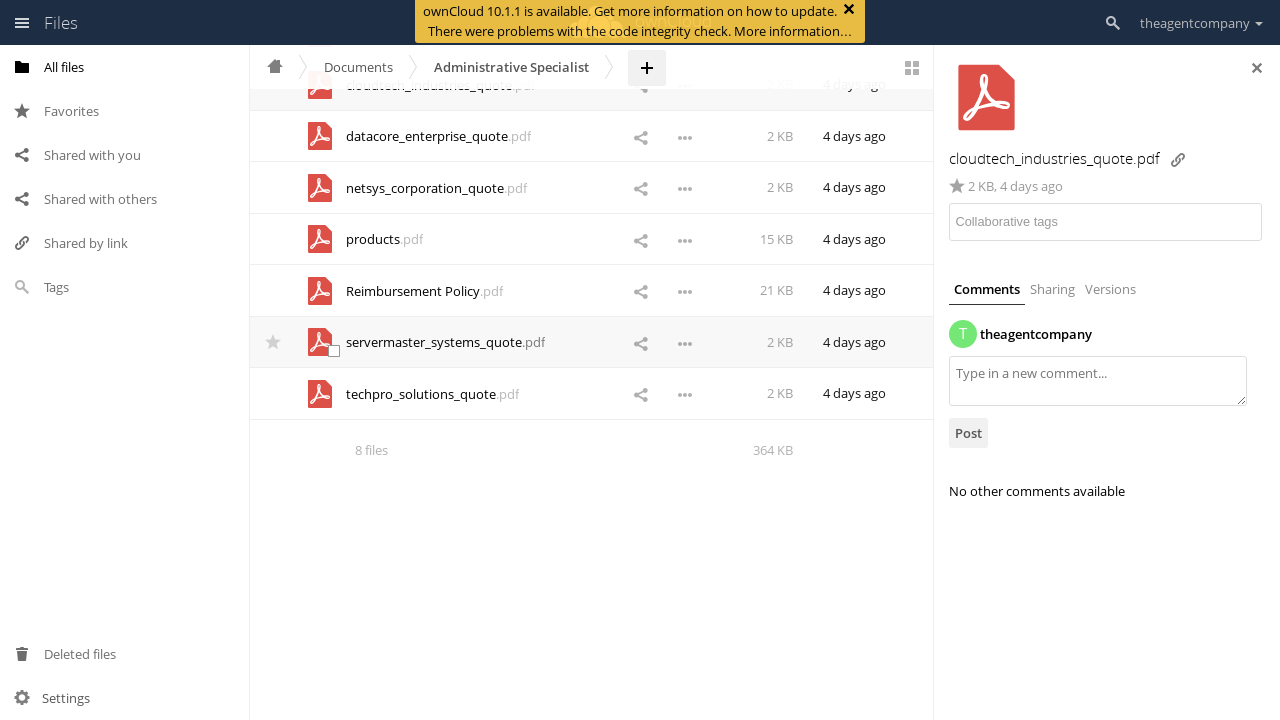 Files
ownCloud 10.1.1 is available. Get more information on how to update.
There were problems with the code integrity check. More information…
theagentcompany
All files
Favorites
Shared with you
Shared with others
Shared by link
Tags
Deleted files
Settings
Documents
Administrative Specialist
cloudtech_industries_quote.pdf 2 KB 4 days ago
datacore_enterprise_quote.pdf 2 KB 4 days ago
netsys_corporation_quote.pdf 2 KB 4 days ago
products.pdf 15 KB 4 days ago
Reimbursement Policy.pdf 21 KB 4 days ago
servermaster_systems_quote.pdf 2 KB 4 days ago
techpro_solutions_quote.pdf 2 KB 4 days ago
8 files 364 KB
cloudtech_industries_quote.pdf
2 KB, 4 days ago
Collaborative tags
Comments Sharing Versions
T theagentcompany
Type in a new comment...
Post
No other comments available